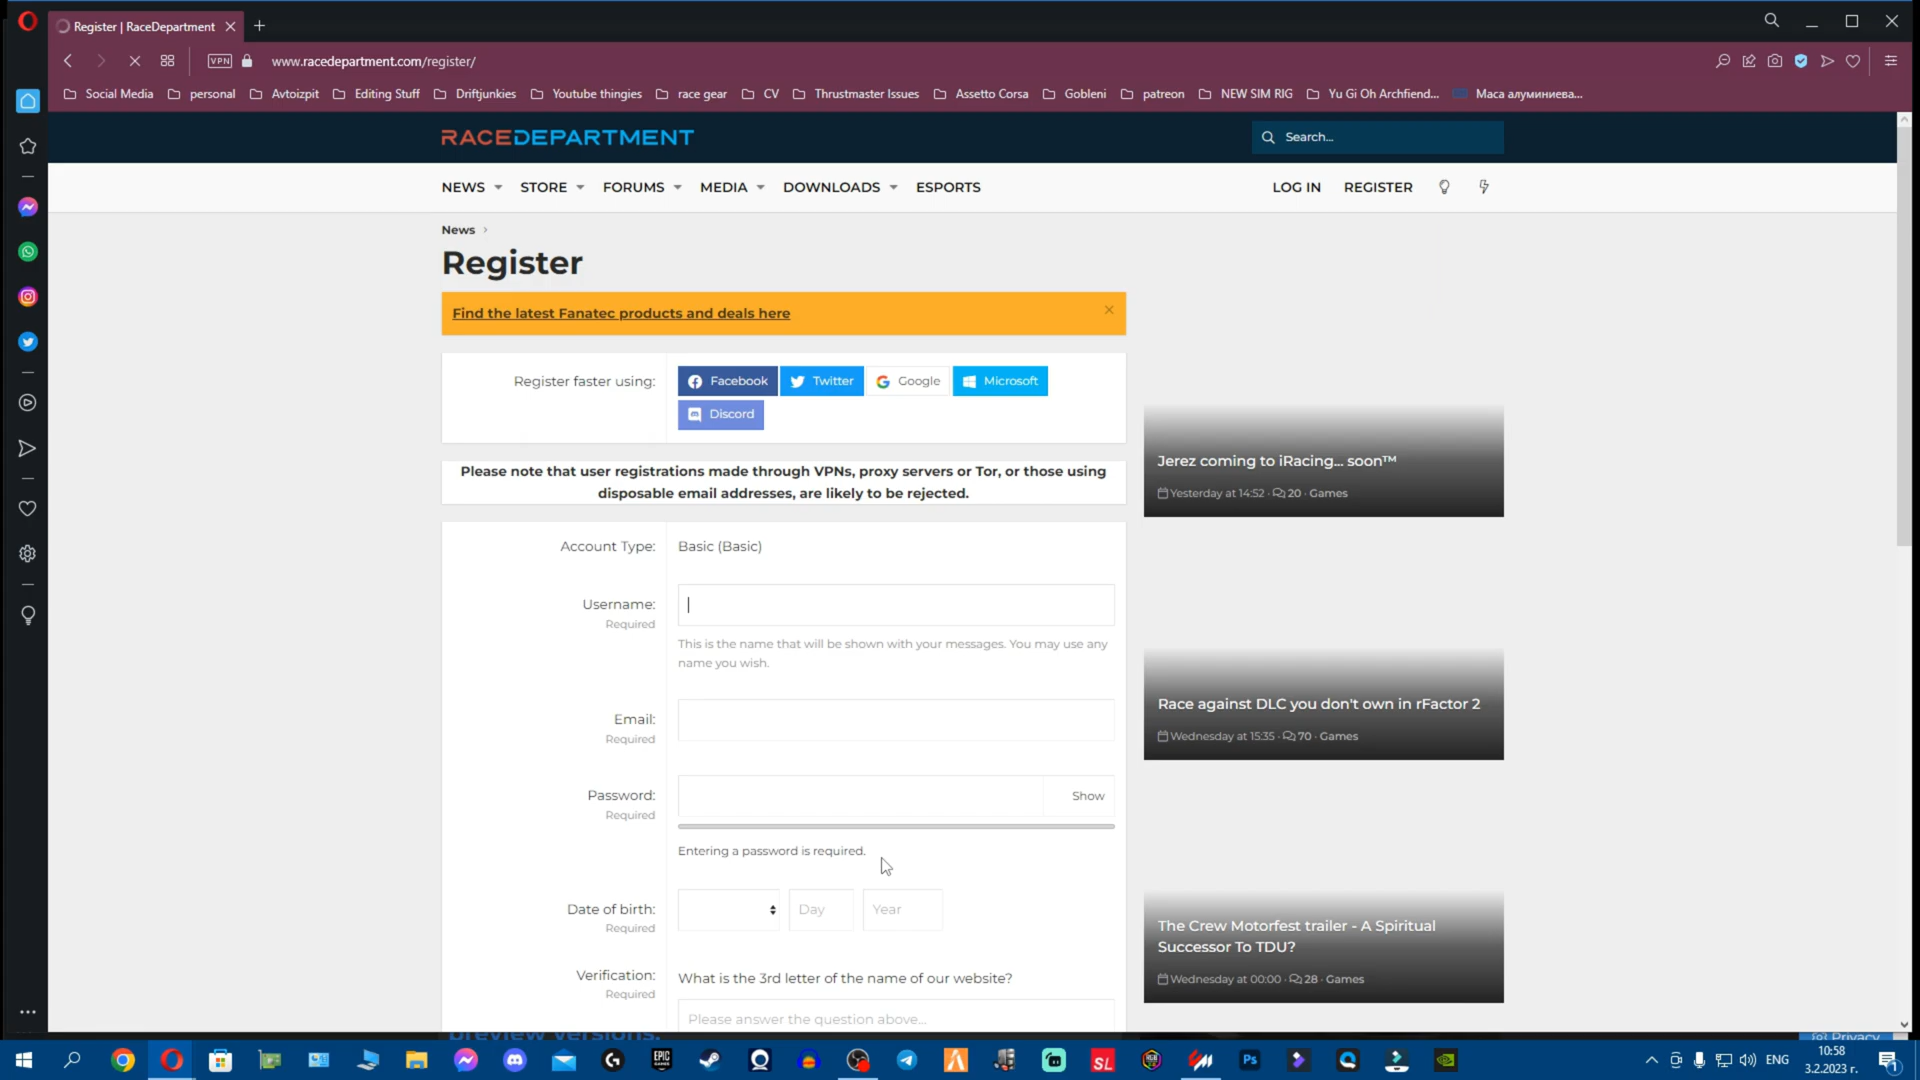 Register | RaceDepartment
VPN
www.racedepartment.com/register/
Social Media
personal
Avtoizpit
Editing Stuff
Driftjunkies
Youtube thingies
race gear
CV
Thrustmaster Issues
Assetto Corsa
Gobleni
patreon
NEW SIM RIG
Yu Gi Oh Archfiend...
Маса алуминиева...
RACEDEPARTMENT
Search...
NEWS
STORE
FORUMS
MEDIA
DOWNLOADS
ESPORTS
LOG IN
REGISTER
News
Register
Find the latest Fanatec products and deals here
Register faster using:
Facebook
Twitter
Google
Microsoft
Discord
Please note that user registrations made through VPNs, proxy servers or Tor, or those using
disposable email addresses, are likely to be rejected.
Account Type:
Basic (Basic)
Username:
Required
This is the name that will be shown with your messages. You may use any
name you wish.
Email:
Required
Password:
Required
Show
Entering a password is required.
Date of birth:
Required
Day
Year
Verification:
Required
What is the 3rd letter of the name of our website?
Please answer the question above...
Jerez coming to iRacing... soon™
Yesterday at 14:52 · 20 · Games
Race against DLC you don't own in rFactor 2
Wednesday at 15:35 · 70 · Games
The Crew Motorfest trailer - A Spiritual
Successor To TDU?
Wednesday at 00:00 · 28 · Games
preview versions.
Privacy
EPIC
GAMES
SL
Ps
ENG
10:58
3.2.2023 г.
1